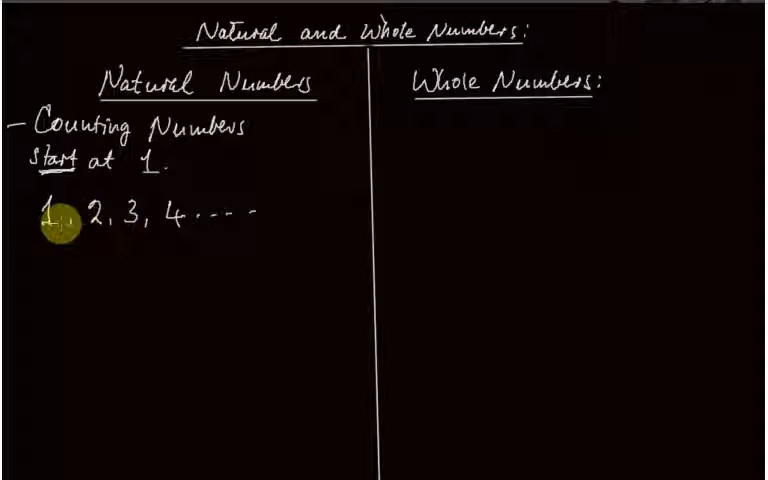 Natural and Whole Numbers:
Natural Numbers
- Counting Numbers
start at 1.
1, 2, 3, 4.....
Whole Numbers: